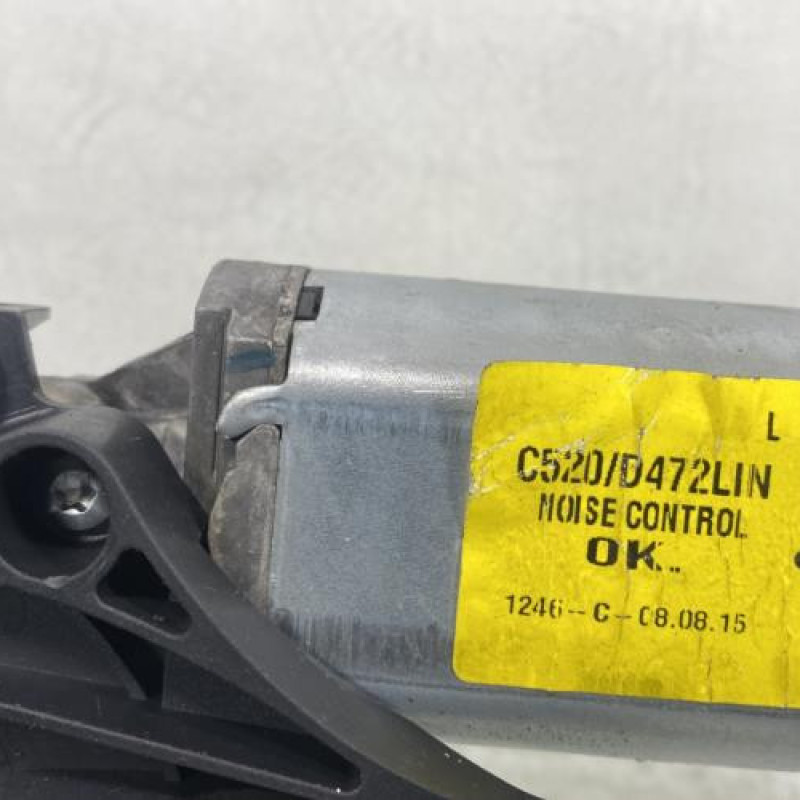 L
C520/D472LIN
NOISE CONTROL
OK.
1246-C-08.08.15